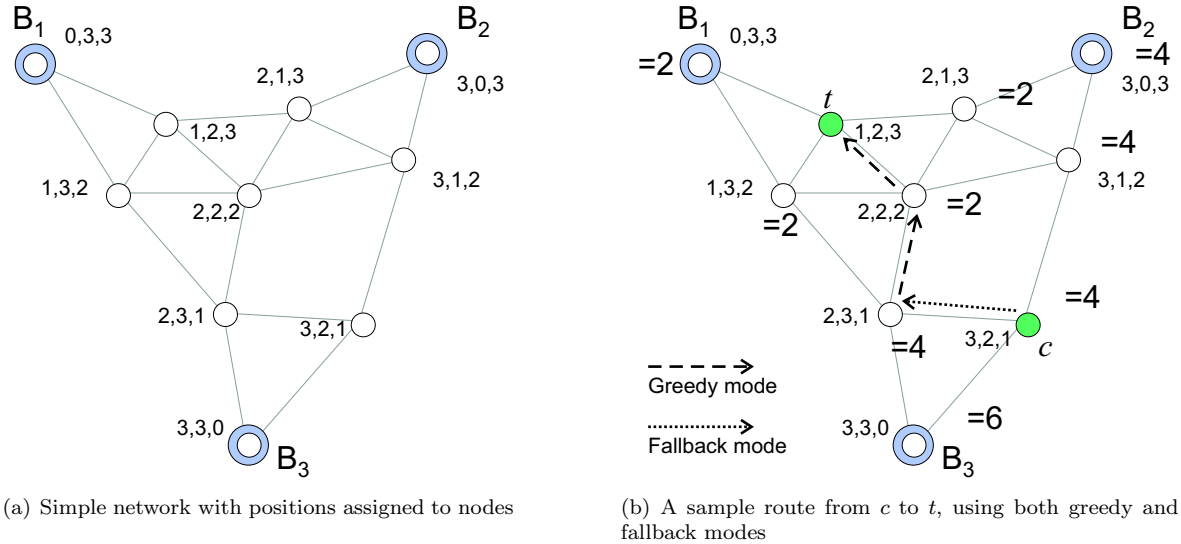 B1
0,3,3
B2
3,0,3
2,1,3
1,2,3
3,1,2
1,3,2
2,2,2
2,3,1
3,2,1
3,3,0
B3
(a) Simple network with positions assigned to nodes
B1
0,3,3
=2
B2
=4
3,0,3
2,1,3
=2
t
1,2,3
=4
3,1,2
1,3,2
=2
2,2,2
=2
2,3,1
=4
=4
3,2,1
c
Greedy mode
Fallback mode
3,3,0
=6
B3
(b) A sample route from c to t, using both greedy and
fallback modes